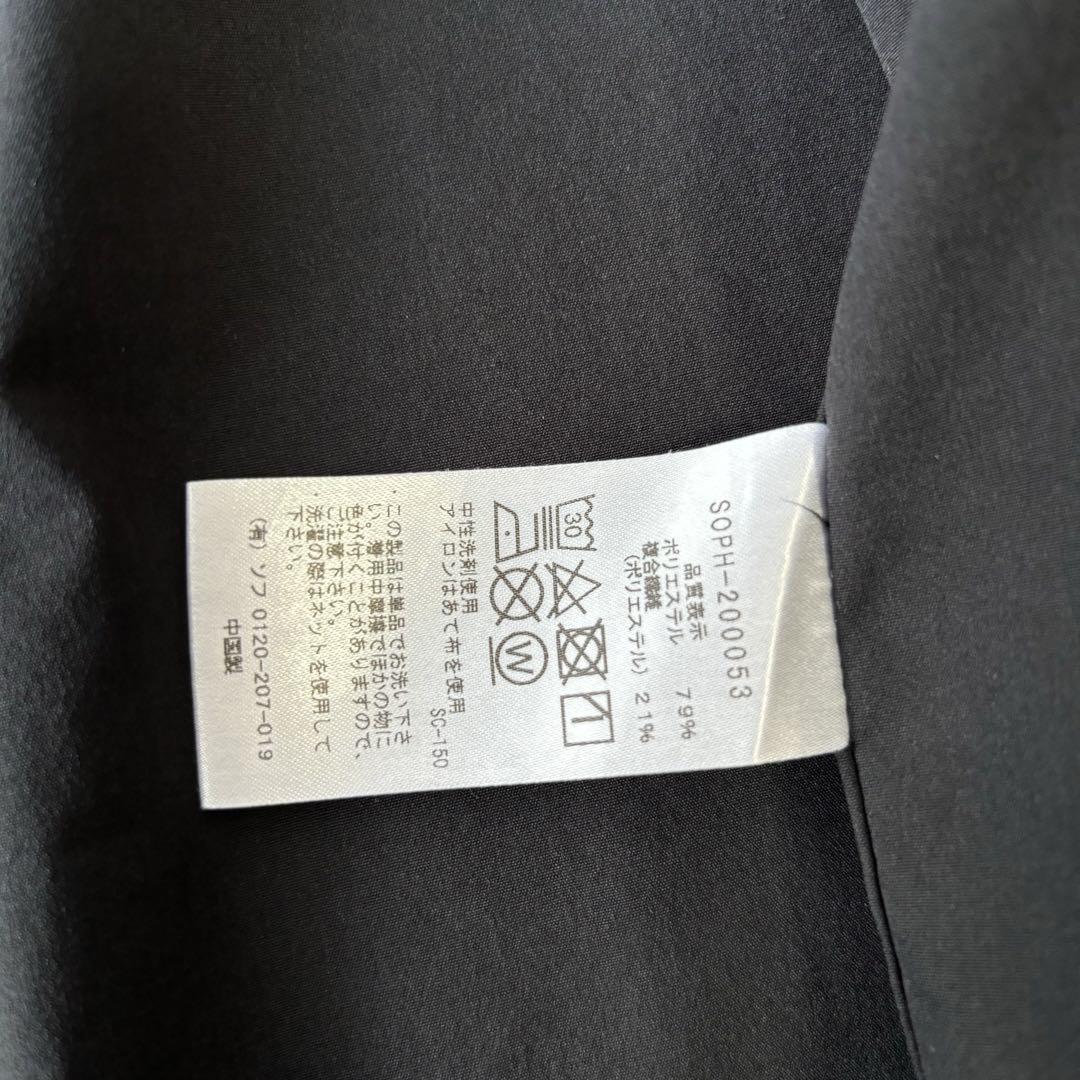 SOPH-200053
品質表示
ポリエステル 79%
複合繊維
(ポリエステル) 21%
30
W
中性洗剤使用
アイロンはあて布を使用
SC-150
・この製品は単品でお洗い下さ
い。着用中摩擦でほかの物に
色が付くことがありますので、
ご注意下さい。
・洗濯の際はネットを使用して
下さい。
(有) ソフ 0120-207-019
中国製